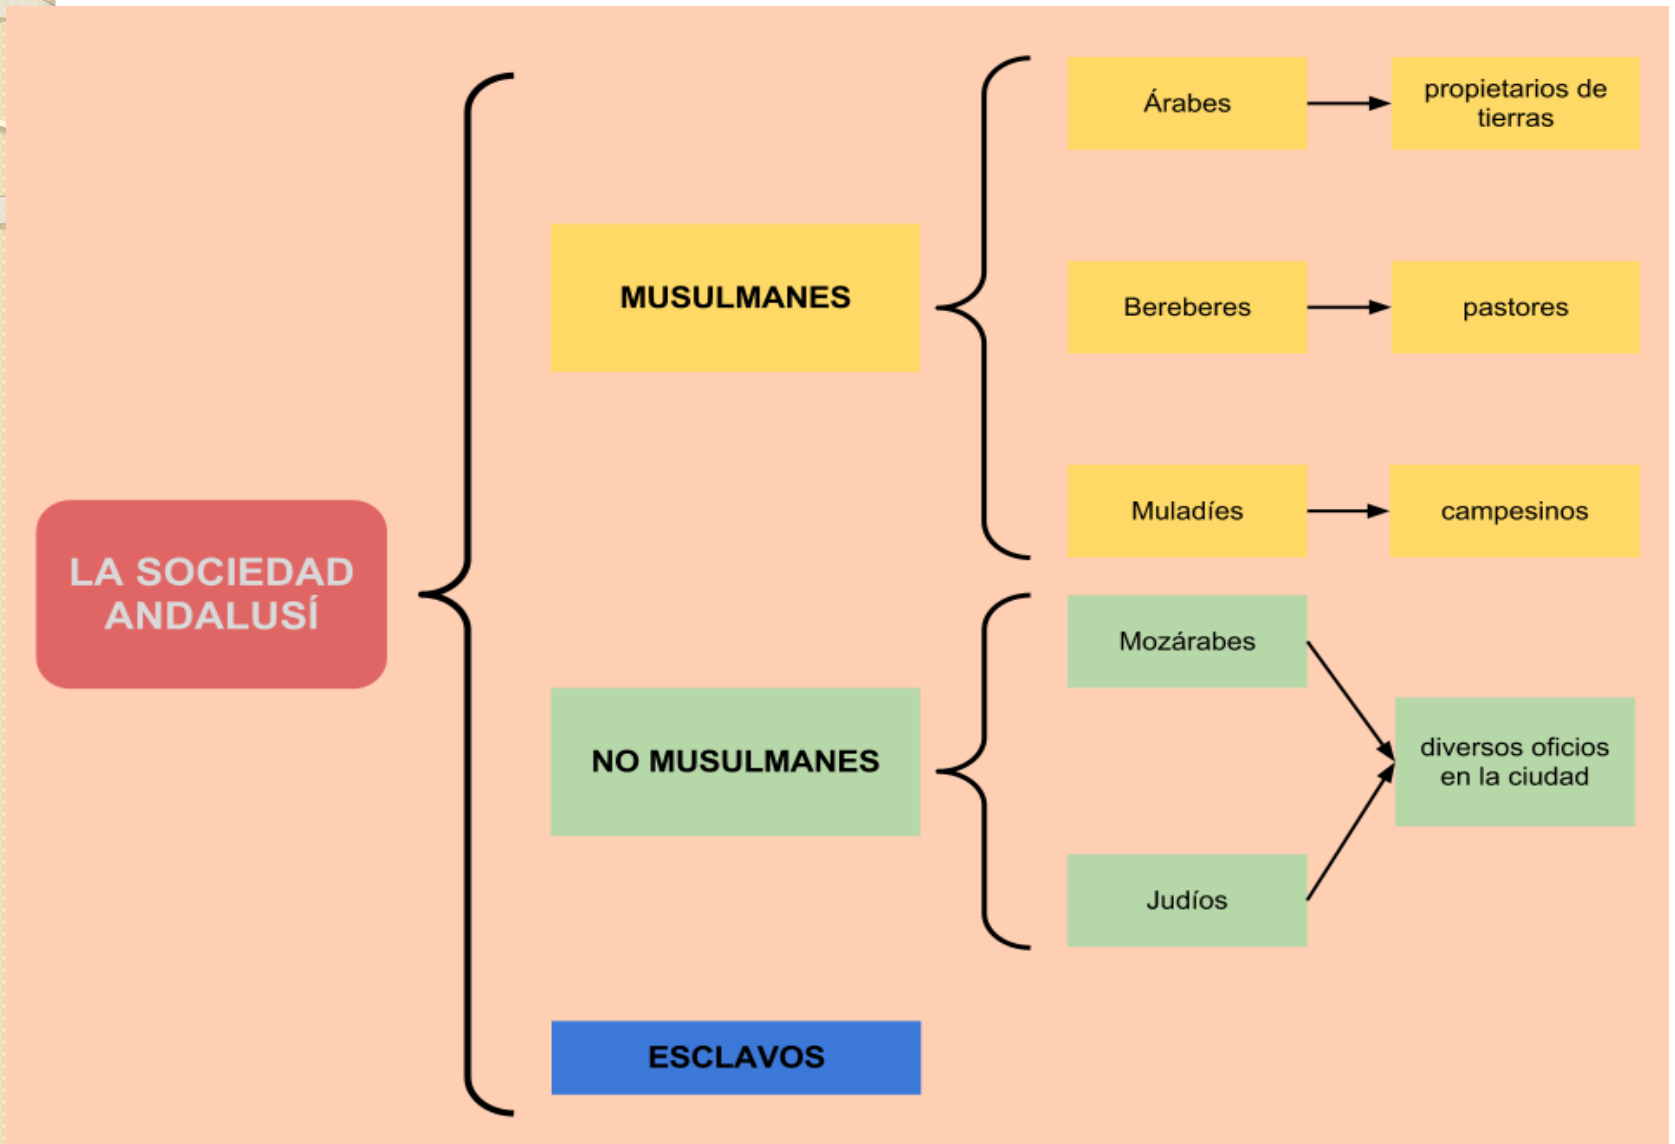 LA SOCIEDAD
ANDALUSÍ
MUSULMANES
Árabes
propietarios de
tierras
Bereberes
pastores
Muladíes
campesinos
NO MUSULMANES
Mozárabes
Judíos
diversos oficios
en la ciudad
ESCLAVOS